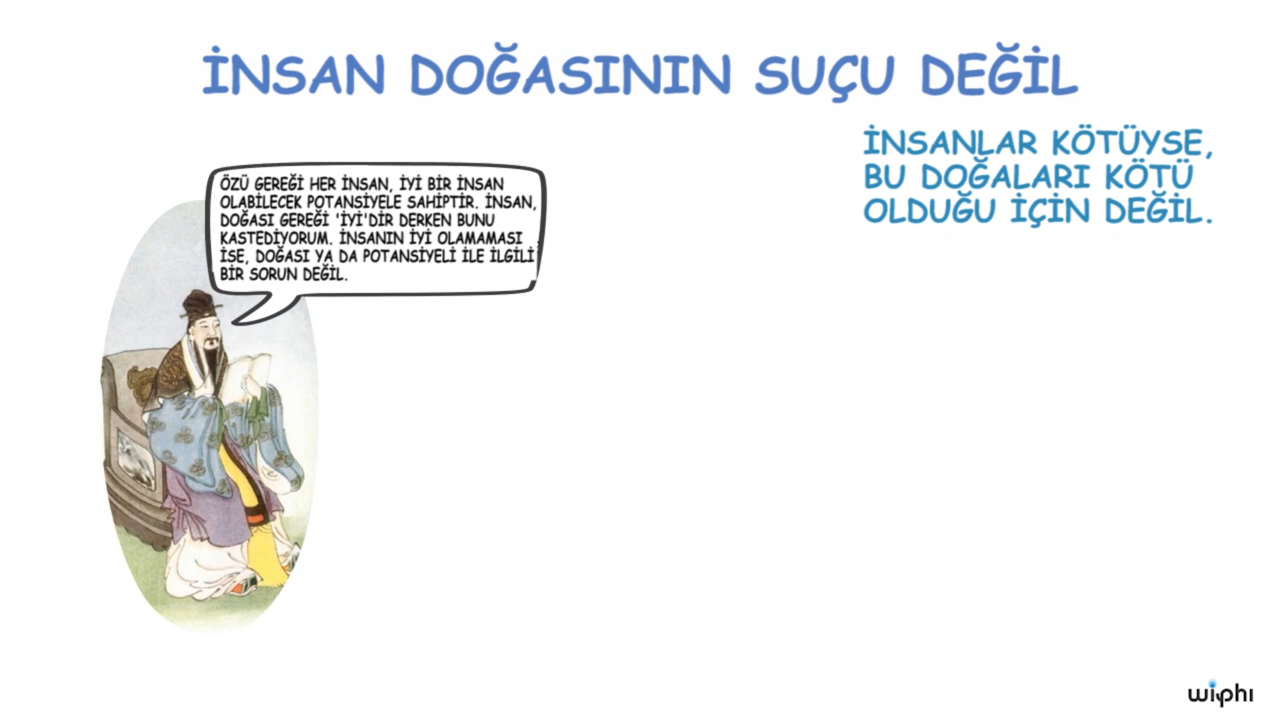 İNSAN DOĞASININ SUÇU DEĞİL
İNSANLAR KÖTÜYSE,
BU DOĞALARI KÖTÜ
OLDUĞU İÇİN DEĞİL.
ÖZÜ GEREĞİ HER İNSAN, İYİ BİR İNSAN
OLABİLECEK POTANSİYELE SAHİPTİR. İNSAN,
DOĞASI GEREĞİ 'İYİ'DİR DERKEN BUNU
KASTEDİYORUM. İNSANIN İYİ OLAMAMASI
İSE, DOĞASI YA DA POTANSİYELİ İLE İLGİLİ
BİR SORUN DEĞİL.
wiphi